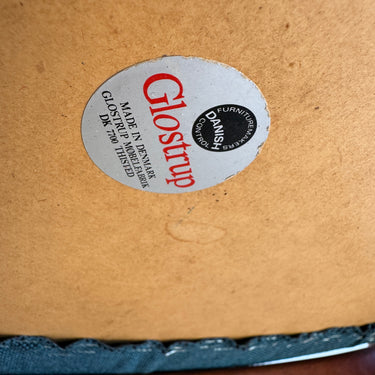 Glostrup
MADE IN DENMARK
GLOSTRUP MØBELFABRIK
DK 7700 THISTED
FURNITUREMAKERS
DANISH
CONTROL